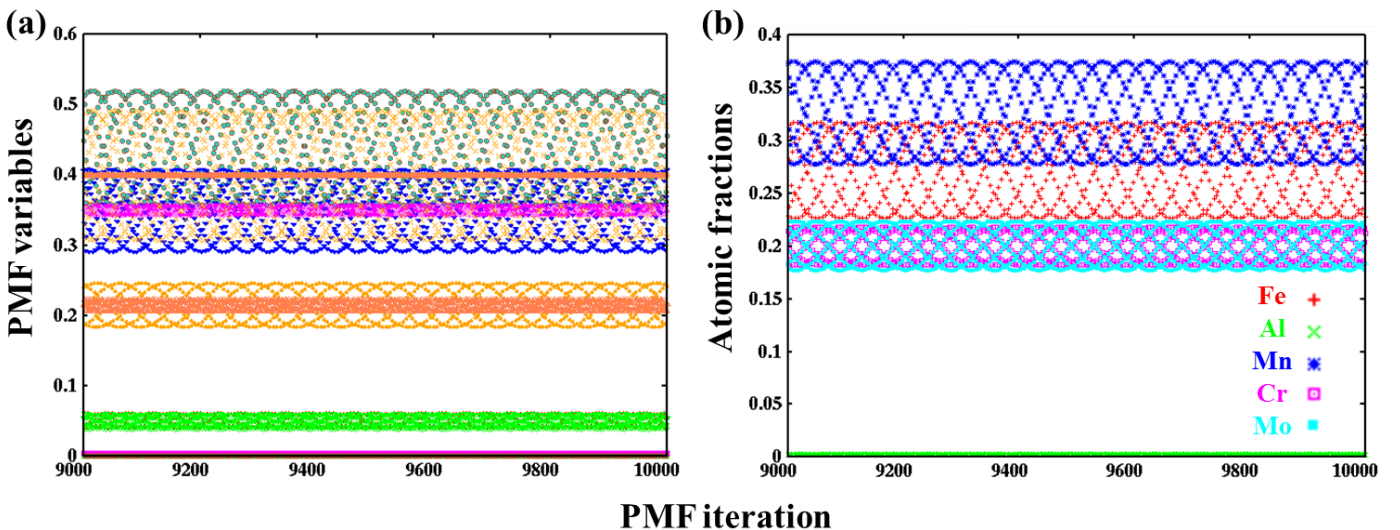 (a)
PMF variables
0.6
0.5
0.4
0.3
0.2
0.1
0
9000 9200 9400 9600 9800 10000
(b)
Atomic fractions
0.4
0.35
0.3
0.25
0.2
0.15
0.1
0.05
0
9000 9200 9400 9600 9800 10000
Fe
Al
Mn
Cr
Mo
PMF iteration